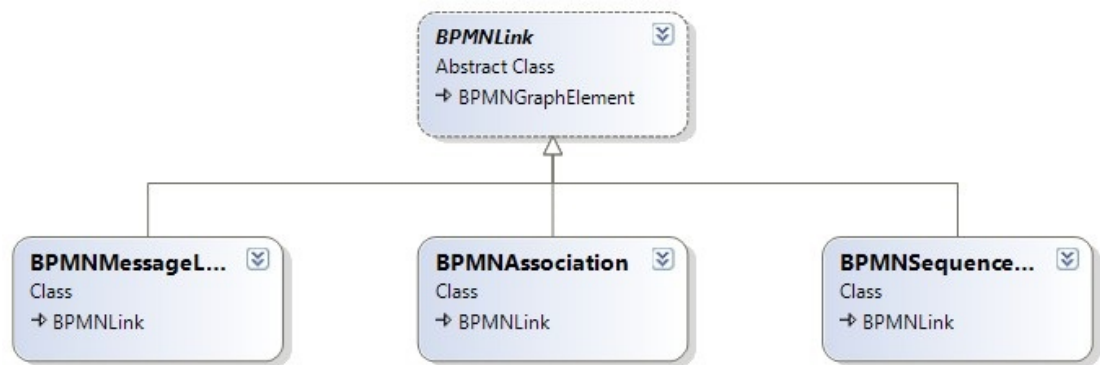 BPMNLink
Abstract Class
BPMNGraphElement
BPMNMessageL...
Class
BPMNLink
BPMNAssociation
Class
BPMNLink
BPMNSequence...
Class
BPMNLink